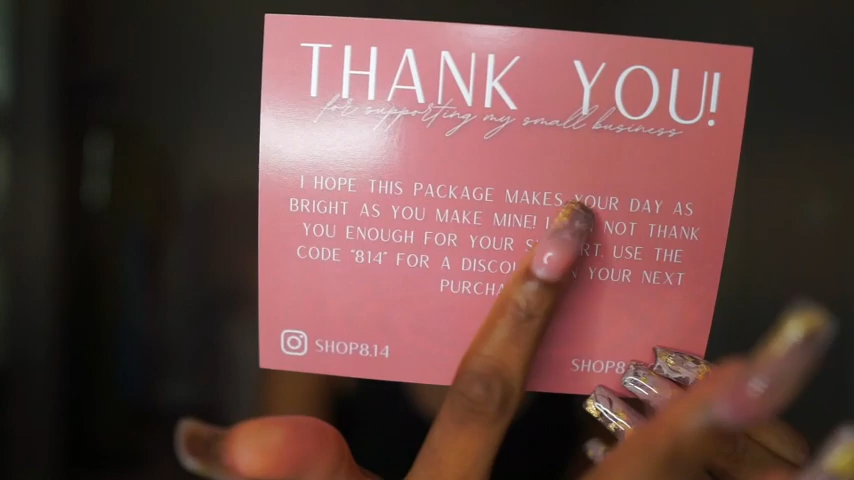 THANK YOU!
for supporting my small business
I HOPE THIS PACKAGE MAKES YOUR DAY AS
BRIGHT AS YOU MAKE MINE! I NOT THANK
YOU ENOUGH FOR YOUR USE THE
CODE "814" FOR A YOUR NEXT
SHOP8.14